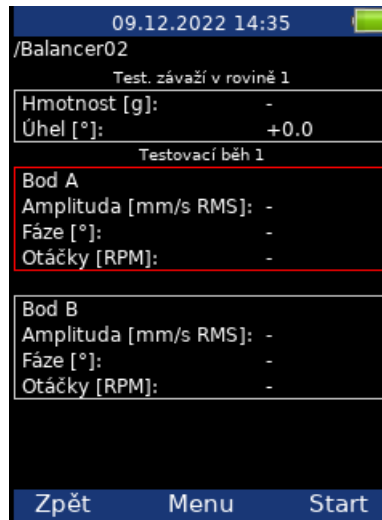 09.12.2022 14:35
/Balancer02
Test. závaží v rovině 1
Hmotnost [g]: -
Úhel [°]: +0.0
Testovací běh 1
Bod A
Amplituda [mm/s RMS]: -
Fáze [°]: -
Otáčky [RPM]: -
Bod B
Amplituda [mm/s RMS]: -
Fáze [°]: -
Otáčky [RPM]: -
Zpět Menu Start